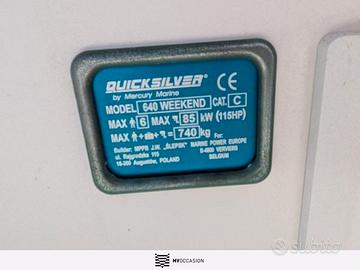 QUICKSILVER®
by Mercury Marine
CE
MODEL 640 WEEKEND CAT. C
MAX 6 MAX 85 kW (115HP)
MAX + + = 740 kg
Builder: MPPB J.W. „ŚLEPSK"
ul. Rajgrodzka 115
16-300 Augustów, POLAND
For:
MARINE POWER EUROPE
B-4800 VERVIERS
BELGIUM
MVOCCASION
subito